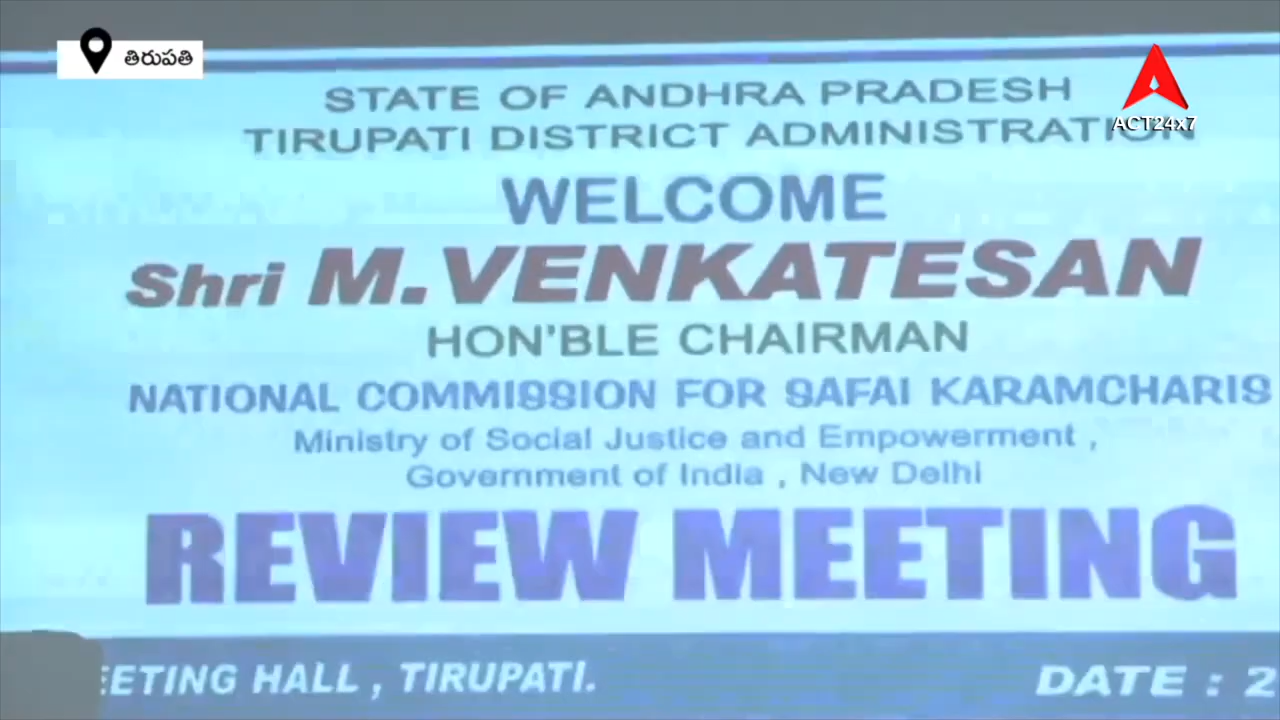 తిరుపతి
STATE OF ANDHRA PRADESH
TIRUPATI DISTRICT ADMINISTRATION
ACT24x7
WELCOME
Shri M.VENKATESAN
HON'BLE CHAIRMAN
NATIONAL COMMISSION FOR SAFAI KARAMCHARIS
Ministry of Social Justice and Empowerment ,
Government of India , New Delhi
REVIEW MEETING
EETING HALL , TIRUPATI.
DATE : 2